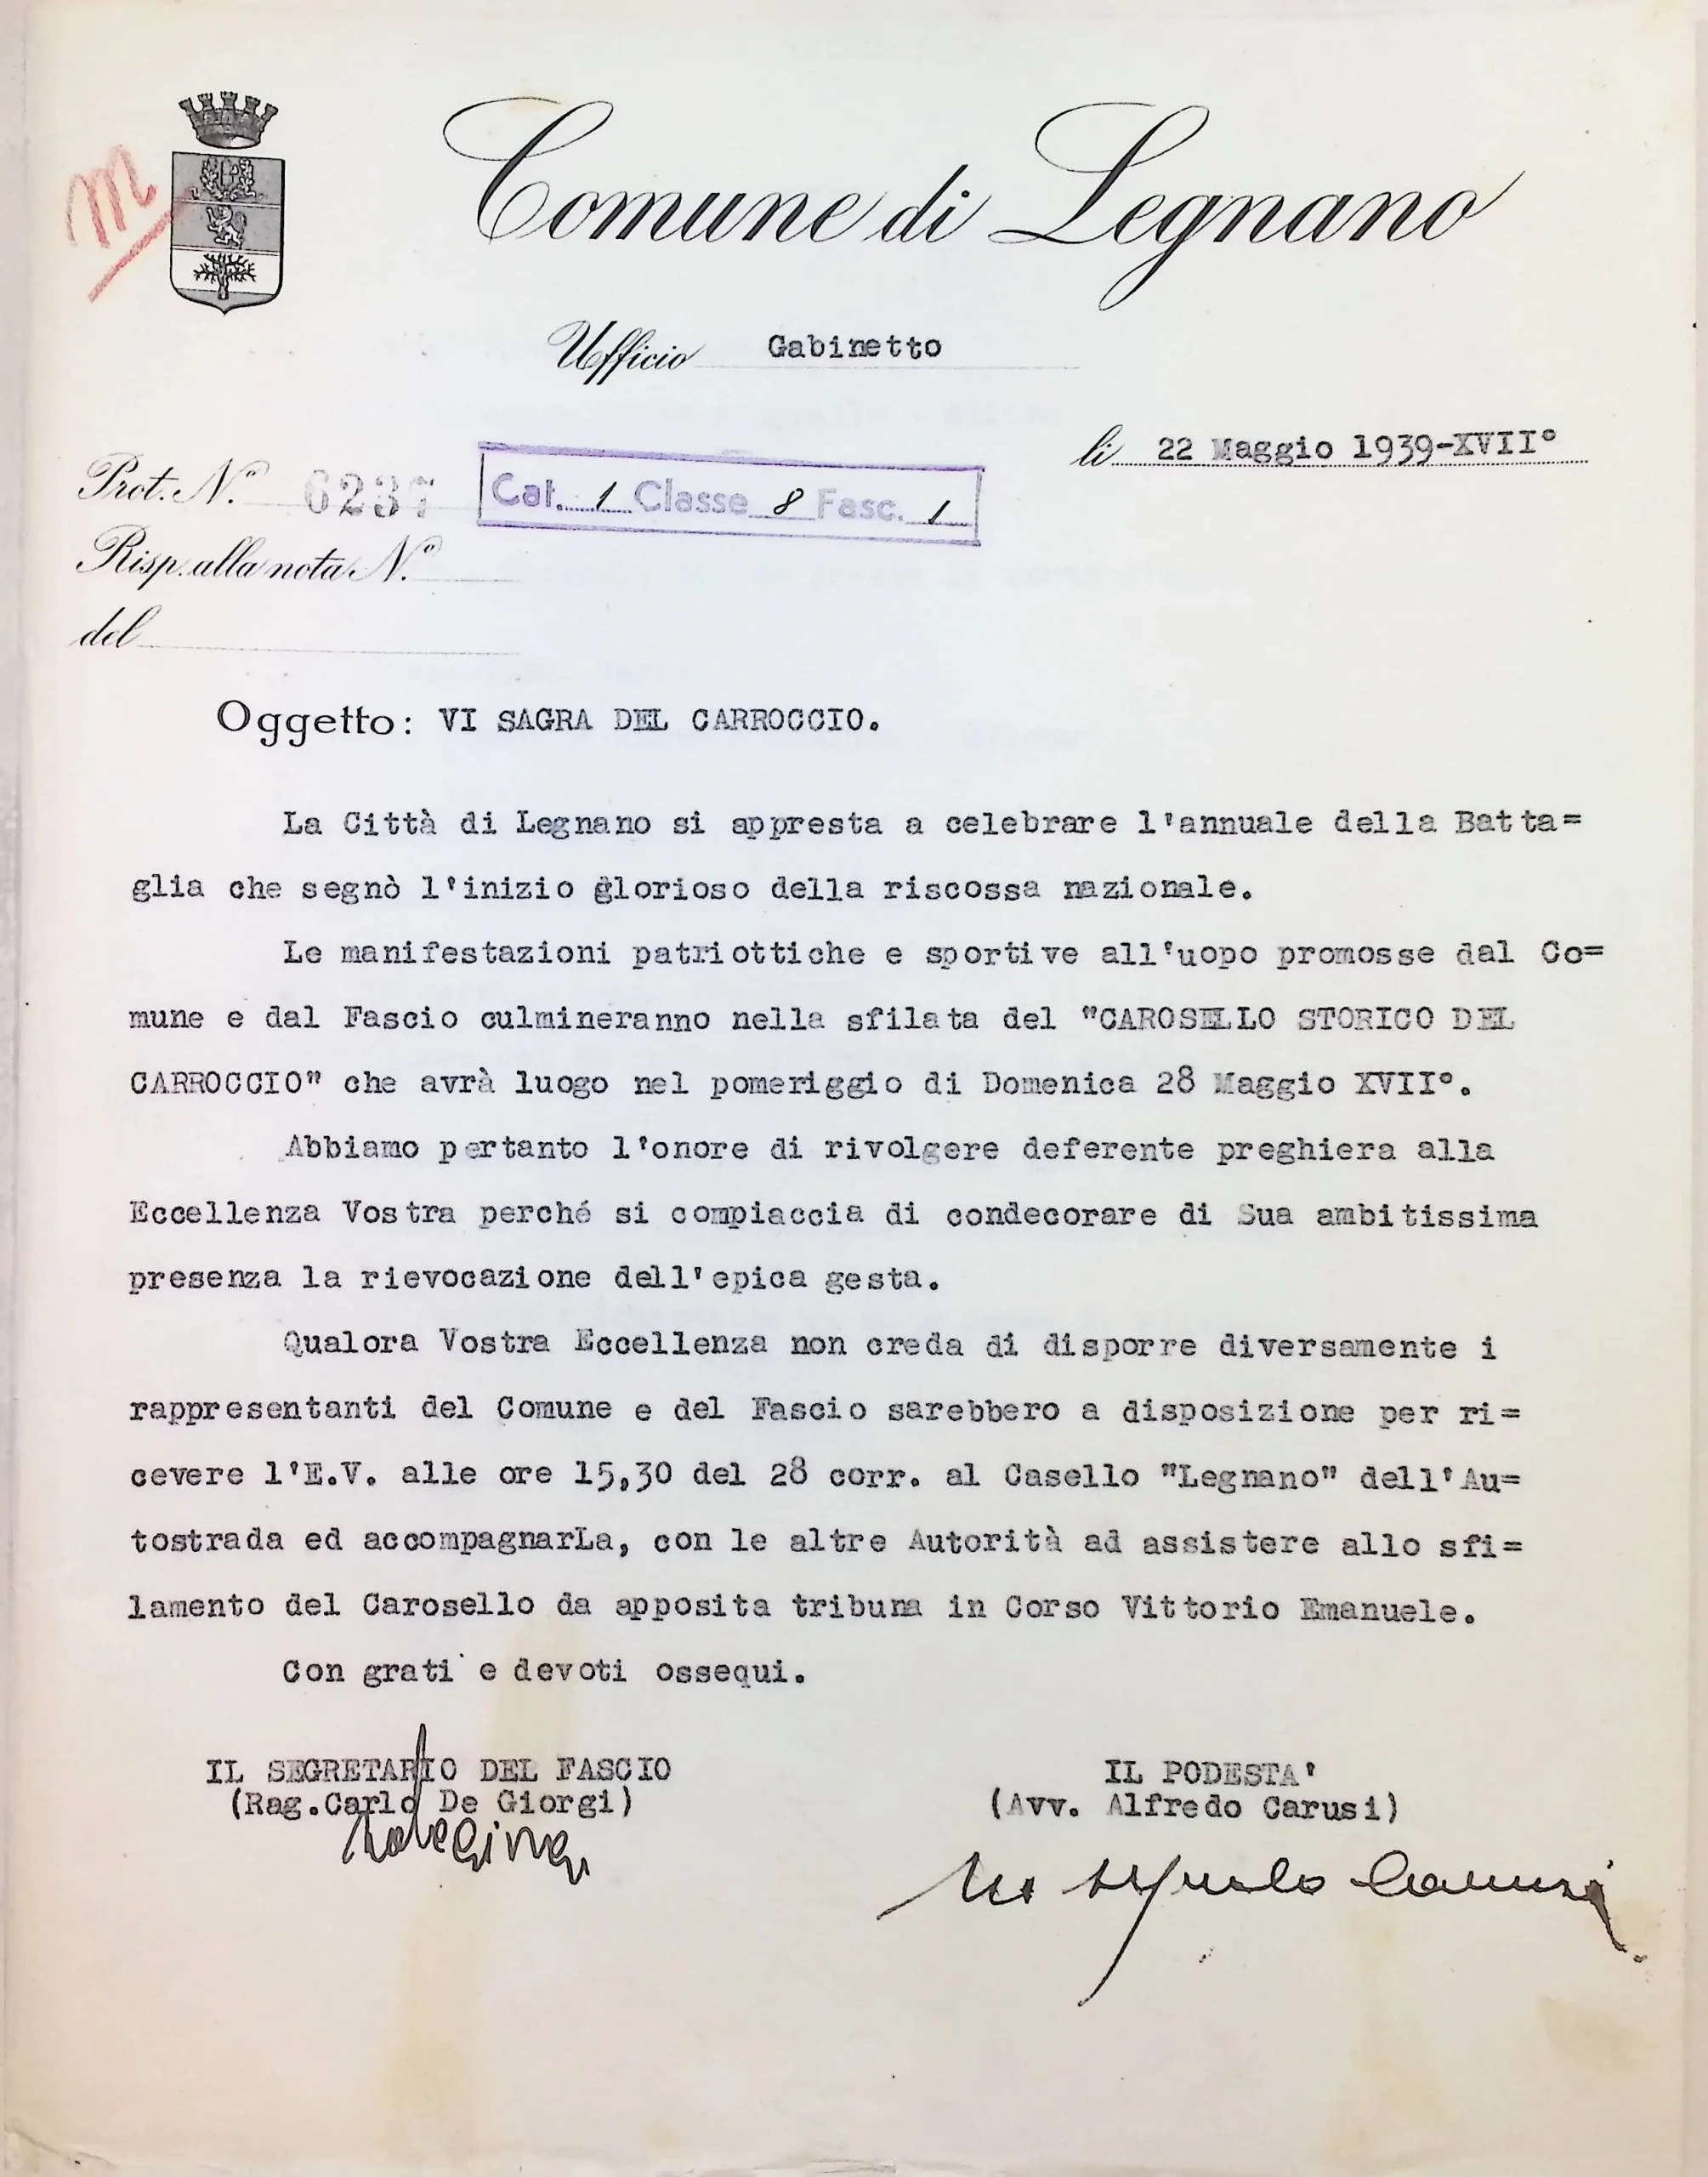 m
Comune di Legnano
Ufficio Gabinetto
li 22 Maggio 1939-XVII°
Prot. N.° 6237
Cat. 1 Classe 8 Fasc. 1
Risp. alla nota N.°
del
Oggetto: VI SAGRA DEL CARROCCIO.
La Città di Legnano si appresta a celebrare l'annuale della Batta=
glia che segnò l'inizio glorioso della riscossa nazionale.
Le manifestazioni patriottiche e sportive all'uopo promosse dal Co=
mune e dal Fascio culmineranno nella sfilata del "CAROSELLO STORICO DEL
CARROCCIO" che avrà luogo nel pomeriggio di Domenica 28 Maggio XVII°.
Abbiamo pertanto l'onore di rivolgere deferente preghiera alla
Eccellenza Vostra perché si compiaccia di condecorare di Sua ambitissima
presenza la rievocazione dell'epica gesta.
Qualora Vostra Eccellenza non creda di disporre diversamente i
rappresentanti del Comune e del Fascio sarebbero a disposizione per ri=
cevere l'E.V. alle ore 15,30 del 28 corr. al Casello "Legnano" dell'Au=
tostrada ed accompagnarLa, con le altre Autorità ad assistere allo sfi=
lamento del Carosello da apposita tribuna in Corso Vittorio Emanuele.
Con grati e devoti ossequi.
IL SEGRETARIO DEL FASCIO
(Rag.Carlo De Giorgi)
IL PODESTA'
(Avv. Alfredo Carusi)